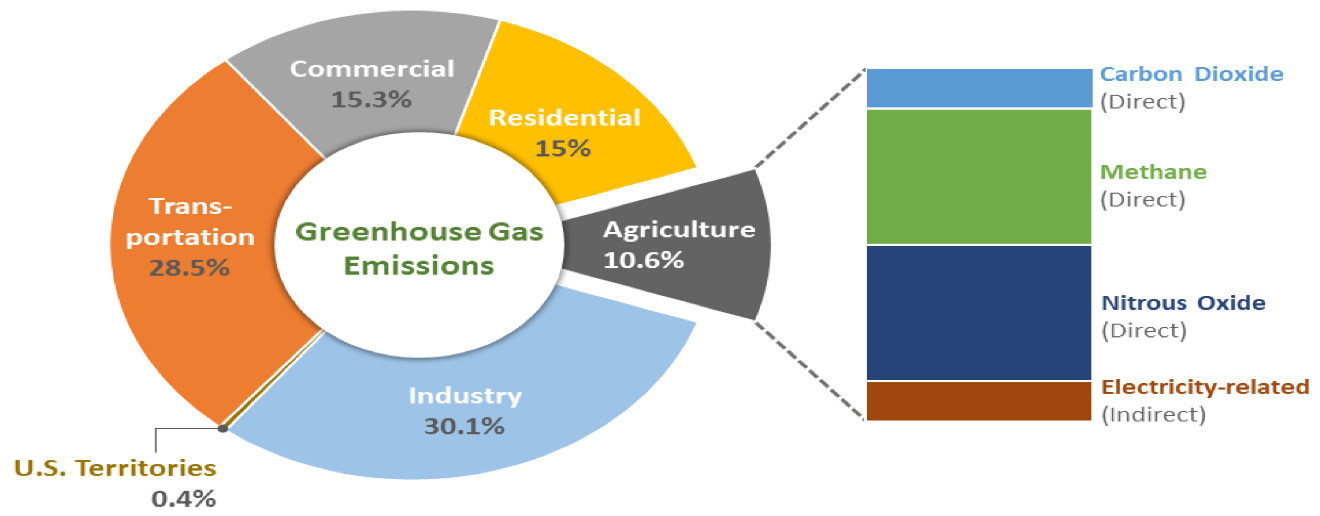 Commercial
15.3%
Residential
15%
Trans-
portation
28.5%
Greenhouse Gas
Emissions
Agriculture
10.6%
Industry
30.1%
U.S. Territories
0.4%
Carbon Dioxide
(Direct)
Methane
(Direct)
Nitrous Oxide
(Direct)
Electricity-related
(Indirect)